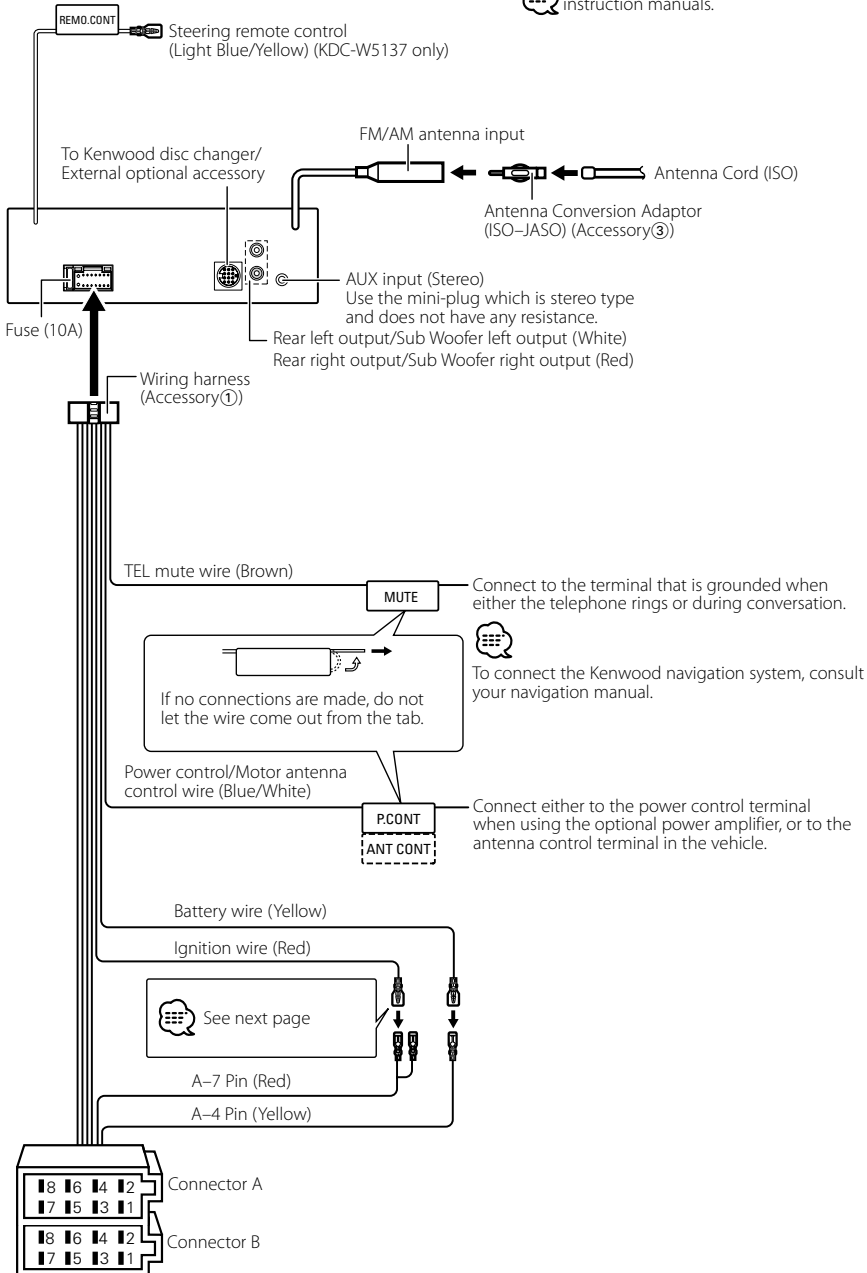 instruction manuals.
REMO.CONT
Steering remote control
(Light Blue/Yellow) (KDC-W5137 only)
FM/AM antenna input
To Kenwood disc changer/
External optional accessory
Antenna Cord (ISO)
Antenna Conversion Adaptor
(ISO–JASO) (Accessory③)
AUX input (Stereo)
Use the mini-plug which is stereo type
and does not have any resistance.
Fuse (10A)
Rear left output/Sub Woofer left output (White)
Rear right output/Sub Woofer right output (Red)
Wiring harness
(Accessory①)
TEL mute wire (Brown)
MUTE
Connect to the terminal that is grounded when
either the telephone rings or during conversation.
To connect the Kenwood navigation system, consult
your navigation manual.
If no connections are made, do not
let the wire come out from the tab.
Power control/Motor antenna
control wire (Blue/White)
P.CONT
ANT CONT
Connect either to the power control terminal
when using the optional power amplifier, or to the
antenna control terminal in the vehicle.
Battery wire (Yellow)
Ignition wire (Red)
See next page
A–7 Pin (Red)
A–4 Pin (Yellow)
8 6 4 2
7 5 3 1
Connector A
8 6 4 2
7 5 3 1
Connector B